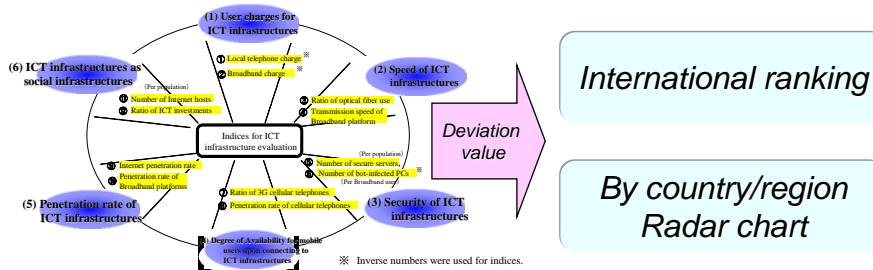 (1) User charges for
ICT infrastructures
① Local telephone charge ※
② Broadband charge ※
(2) Speed of ICT
infrastructures
③ Ratio of optical fiber use
④ Transmission speed of
Broadband platform
(6) ICT infrastructures as
social infrastructures
(Per population)
⑪ Number of Internet hosts
⑫ Ratio of ICT investments
Indices for ICT
infrastructure evaluation
(Per population)
⑤ Number of secure servers,
⑥ Number of bot-infected PCs ※
(Per Broadband user)
(3) Security of ICT
infrastructures
⑨ Internet penetration rate
⑩ Penetration rate of
Broadband platforms
(5) Penetration rate of
ICT infrastructures
⑦ Ratio of 3G cellular telephones
⑧ Penetration rate of cellular telephones
) Degree of Availability for mobile
users upon connecting to
ICT infrastructures
※ Inverse numbers were used for indices.
Deviation
value
International ranking
By country/region
Radar chart